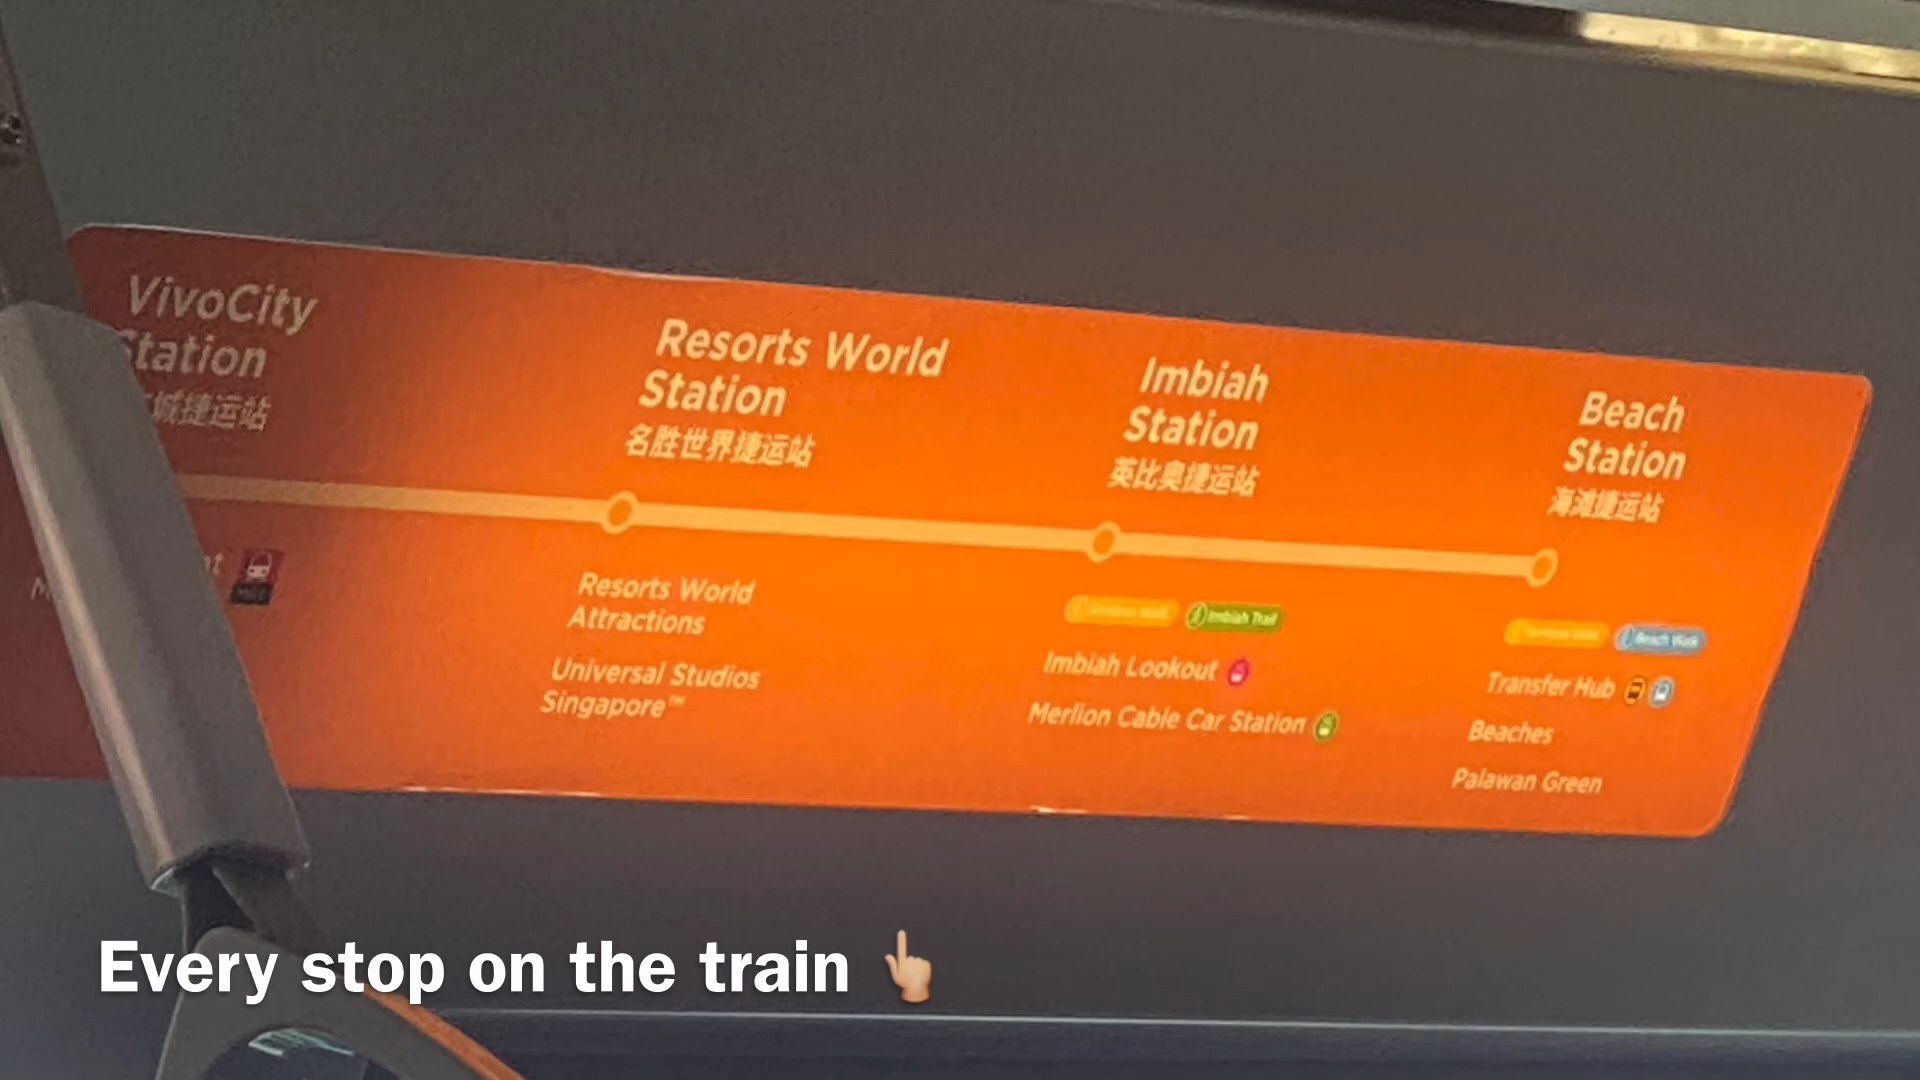 VivoCity
Station
城捷运站
Resorts World
Station
名胜世界捷运站
Resorts World
Attractions
Universal Studios
Singapore™
Imbiah
Station
英比奥捷运站
Imbiah Trail
Imbiah Lookout
Merlion Cable Car Station
Beach
Station
海滩捷运站
Beach Walk
Transfer Hub
Beaches
Palawan Green
Every stop on the train 👆🏼